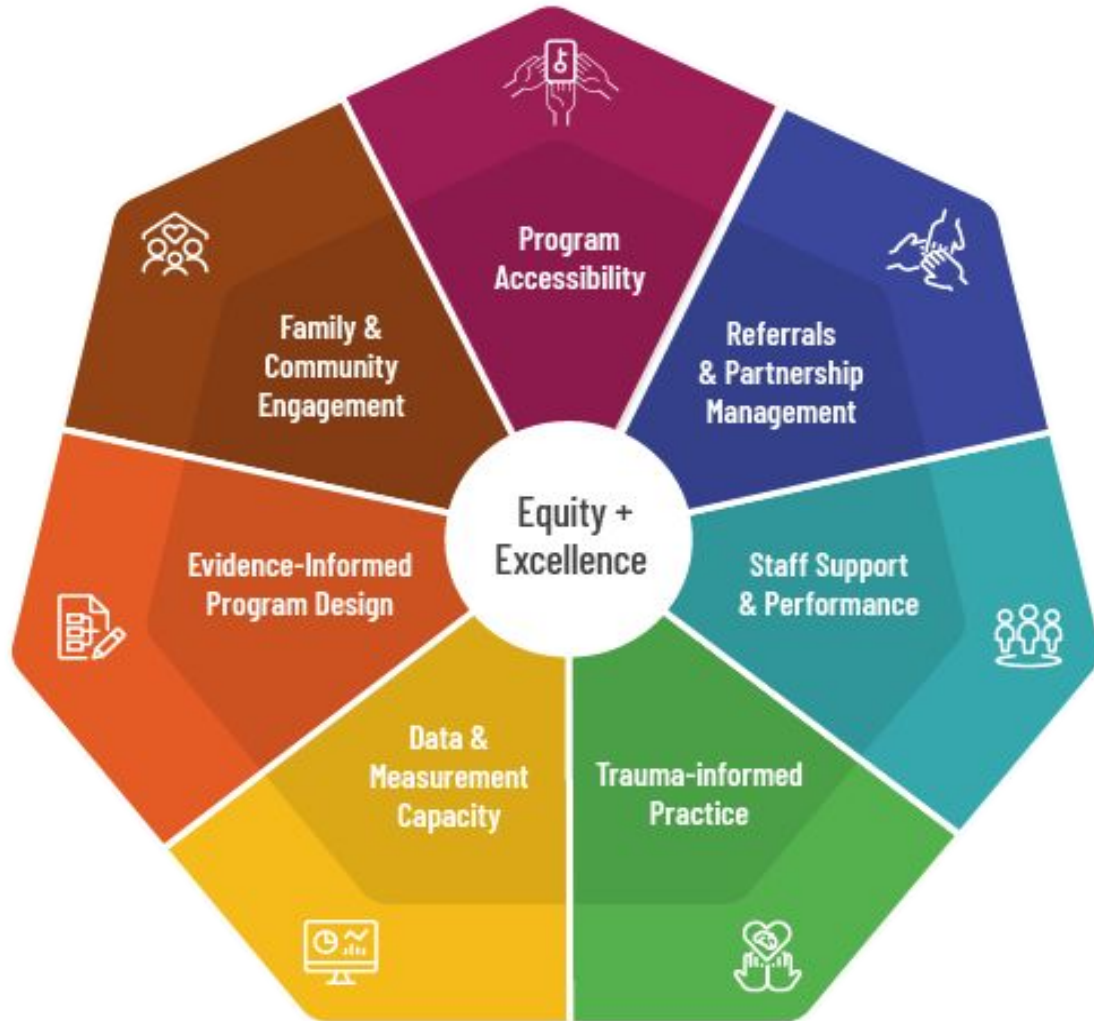 Program
Accessibility
Referrals
& Partnership
Management
Staff Support
& Performance
Trauma-informed
Practice
Data &
Measurement
Capacity
Evidence-Informed
Program Design
Family &
Community
Engagement
Equity +
Excellence